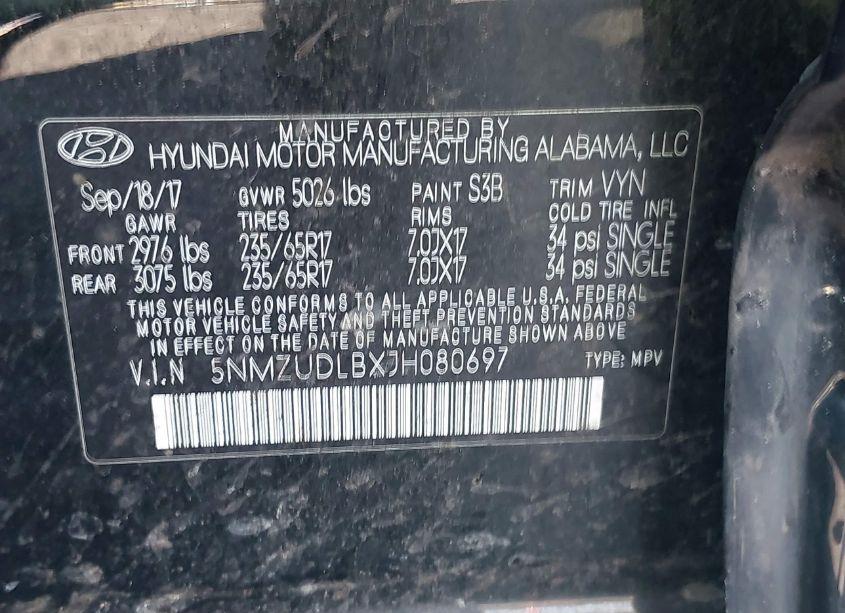 MANUFACTURED BY
HYUNDAI MOTOR MANUFACTURING ALABAMA, LLC
Sep/18/17 GVWR 5026 lbs PAINT S3B TRIM VYN
GAWR TIRES RIMS COLD TIRE INFL
FRONT 2976 lbs 235/65R17 7.0JX17 34 psi SINGLE
REAR 3075 lbs 235/65R17 7.0JX17 34 psi SINGLE
THIS VEHICLE CONFORMS TO ALL APPLICABLE U.S.A. FEDERAL
MOTOR VEHICLE SAFETY AND THEFT PREVENTION STANDARDS
IN EFFECT ON THE DATE OF MANUFACTURE SHOWN ABOVE
V.I.N 5NMZUDLBXJH080697 TYPE: MPV